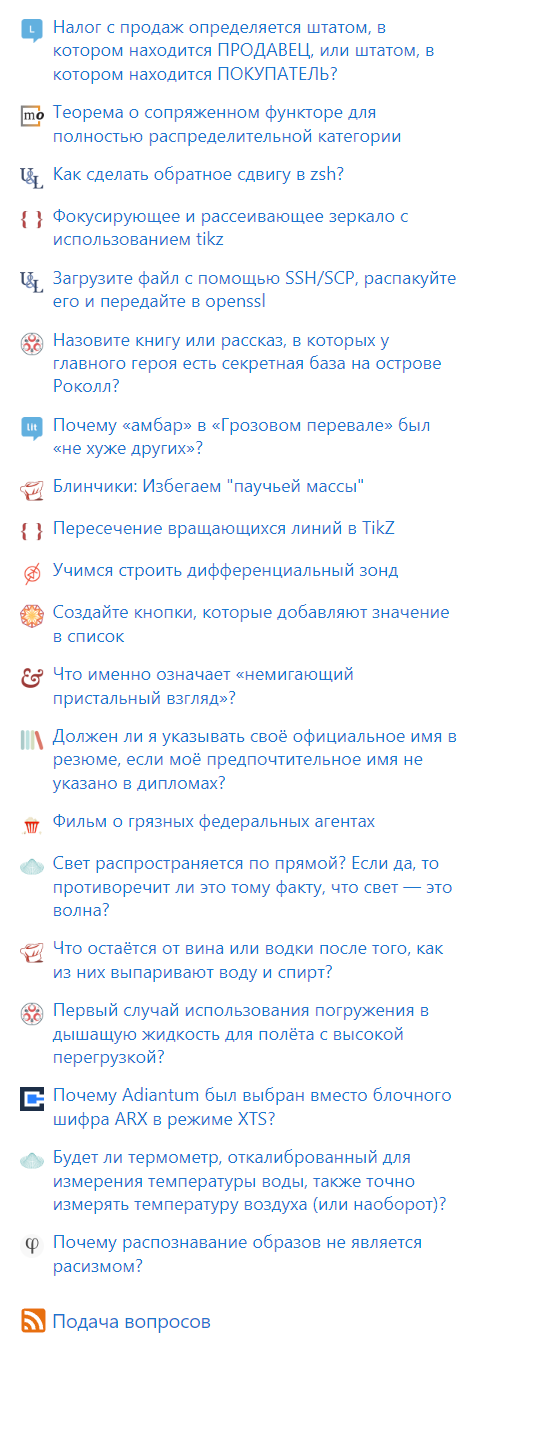 L
Налог с продаж определяется штатом, в
котором находится ПРОДАВЕЦ, или штатом, в
котором находится ПОКУПАТЕЛЬ?
mo
Теорема о сопряженном функторе для
полностью распределительной категории
U&L
Как сделать обратное сдвигу в zsh?
{ }
Фокусирующее и рассеивающее зеркало с
использованием tikz
U&L
Загрузите файл с помощью SSH/SCP, распакуйте
его и передайте в openssl
Назовите книгу или рассказ, в которых у
главного героя есть секретная база на острове
Роколл?
lit
Почему «амбар» в «Грозовом перевале» был
«не хуже других»?
Блинчики: Избегаем "паучьей массы"
{ }
Пересечение вращающихся линий в TikZ
Учимся строить дифференциальный зонд
Создайте кнопки, которые добавляют значение
в список
&
Что именно означает «немигающий
пристальный взгляд»?
Должен ли я указывать своё официальное имя в
резюме, если моё предпочтительное имя не
указано в дипломах?
Фильм о грязных федеральных агентах
Свет распространяется по прямой? Если да, то
противоречит ли это тому факту, что свет — это
волна?
Что остаётся от вина или водки после того, как
из них выпаривают воду и спирт?
Первый случай использования погружения в
дышащую жидкость для полёта с высокой
перегрузкой?
Почему Adiantum был выбран вместо блочного
шифра ARX в режиме XTS?
Будет ли термометр, откалиброванный для
измерения температуры воды, также точно
измерять температуру воздуха (или наоборот)?
φ
Почему распознавание образов не является
расизмом?
Подача вопросов